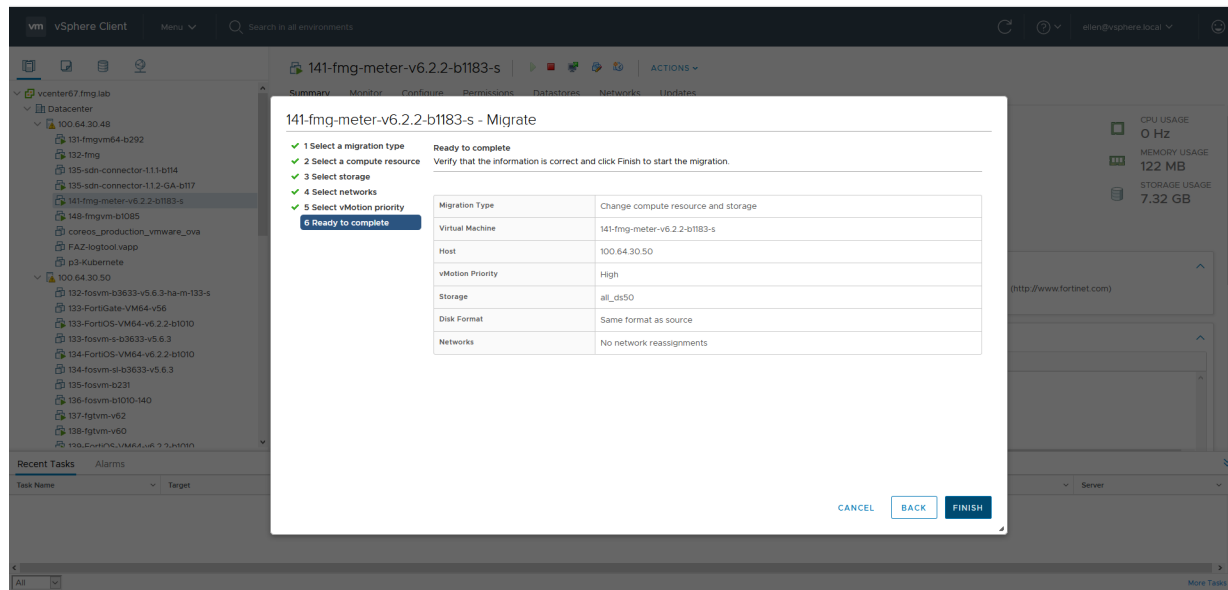 vm vSphere Client Menu Search in all environments ellen@vsphere.local
141-fmg-meter-v6.2.2-b1183-s ACTIONS
Summary Monitor Configure Permissions Datastores Networks Updates
vcenter67.fmg.lab
Datacenter
100.64.30.48
131-fmgvm64-b292
132-fmg
135-sdn-connector-1.1.1-b114
135-sdn-connector-1.1.2-GA-b117
141-fmg-meter-v6.2.2-b1183-s
148-fmgvm-b1085
coreos_production_vmware_ova
FAZ-logtool.vapp
p3-Kubernete
100.64.30.50
132-fosvm-b3633-v5.6.3-ha-m-133-s
133-FortiGate-VM64-v56
133-FortiOS-VM64-v6.2.2-b1010
133-fosvm-s-b3633-v5.6.3
134-FortiOS-VM64-v6.2.2-b1010
134-fosvm-sl-b3633-v5.6.3
135-fosvm-b231
136-fosvm-b1010-140
137-fgtvm-v62
138-fgtvm-v60
139-FortiOS-VM64-v6.2.2-b1010
141-fmg-meter-v6.2.2-b1183-s - Migrate
1 Select a migration type
2 Select a compute resource
3 Select storage
4 Select networks
5 Select vMotion priority
6 Ready to complete
Ready to complete
Verify that the information is correct and click Finish to start the migration.
Migration Type Change compute resource and storage
Virtual Machine 141-fmg-meter-v6.2.2-b1183-s
Host 100.64.30.50
vMotion Priority High
Storage all_ds50
Disk Format Same format as source
Networks No network reassignments
CANCEL BACK FINISH
CPU USAGE
0 Hz
MEMORY USAGE
122 MB
STORAGE USAGE
7.32 GB
(http://www.fortinet.com)
Recent Tasks Alarms
Task Name Target Server
All More Tasks